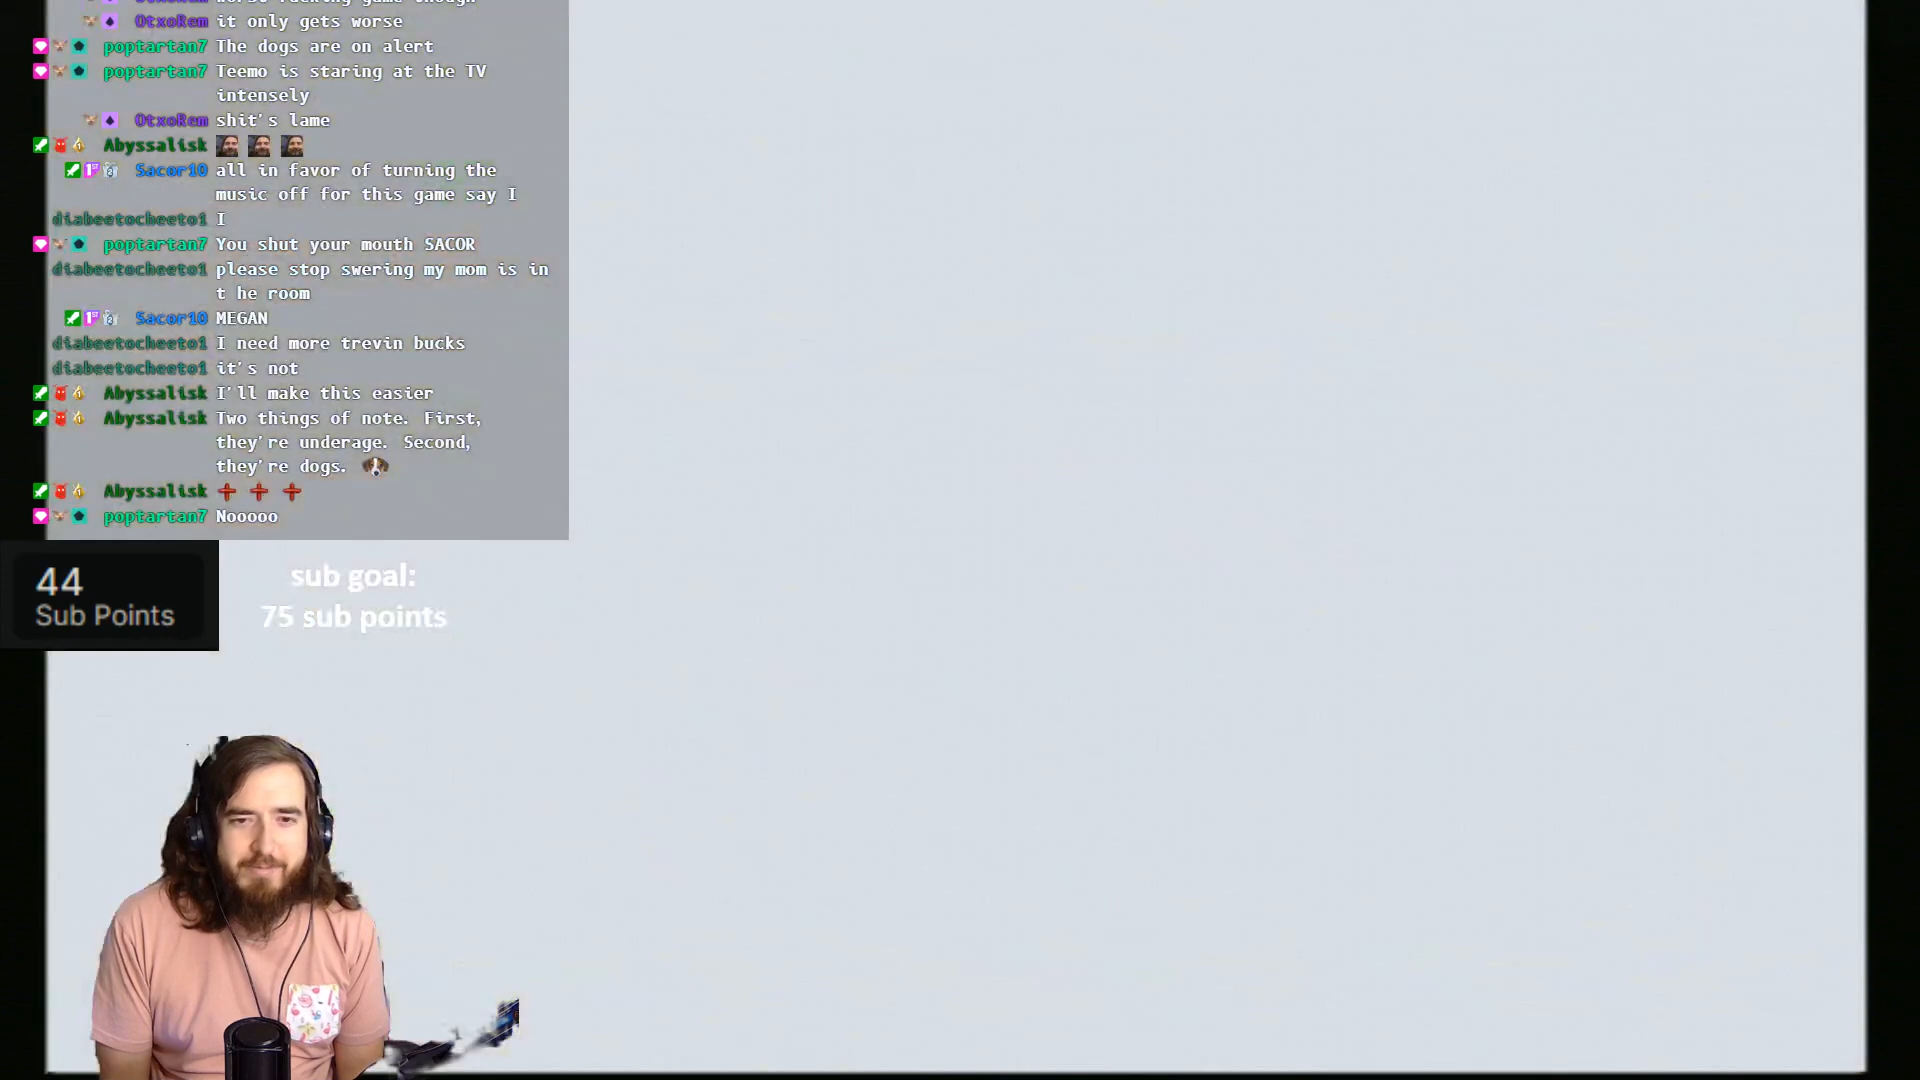 OtxoRem it only gets worse
poptartan7 The dogs are on alert
poptartan7 Teemo is staring at the TV
intensely
OtxoRem shit's lame
Abyssalisk
Sacor10 all in favor of turning the
music off for this game say I
diabeetocheeto1 I
poptartan7 You shut your mouth SACOR
diabeetocheeto1 please stop swering my mom is in
t he room
Sacor10 MEGAN
diabeetocheeto1 I need more trevin bucks
diabeetocheeto1 it's not
Abyssalisk I'll make this easier
Abyssalisk Two things of note. First,
they're underage. Second,
they're dogs.
Abyssalisk
poptartan7 Nooooo
44
Sub Points
sub goal:
75 sub points